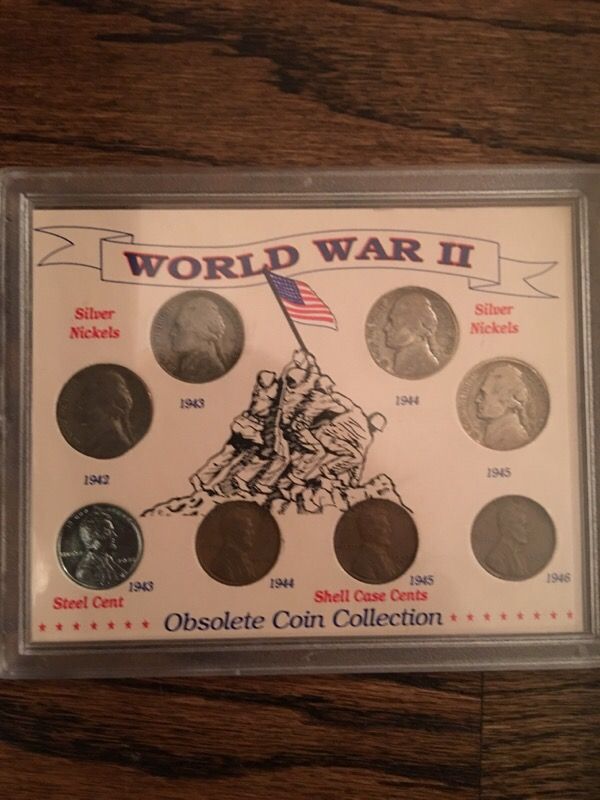 WORLD WAR II
Silver
Nickels
Silver
Nickels
1943
1944
1942
1945
1943
1944
1945
1946
Steel Cent
Shell Case Cents
Obsolete Coin Collection